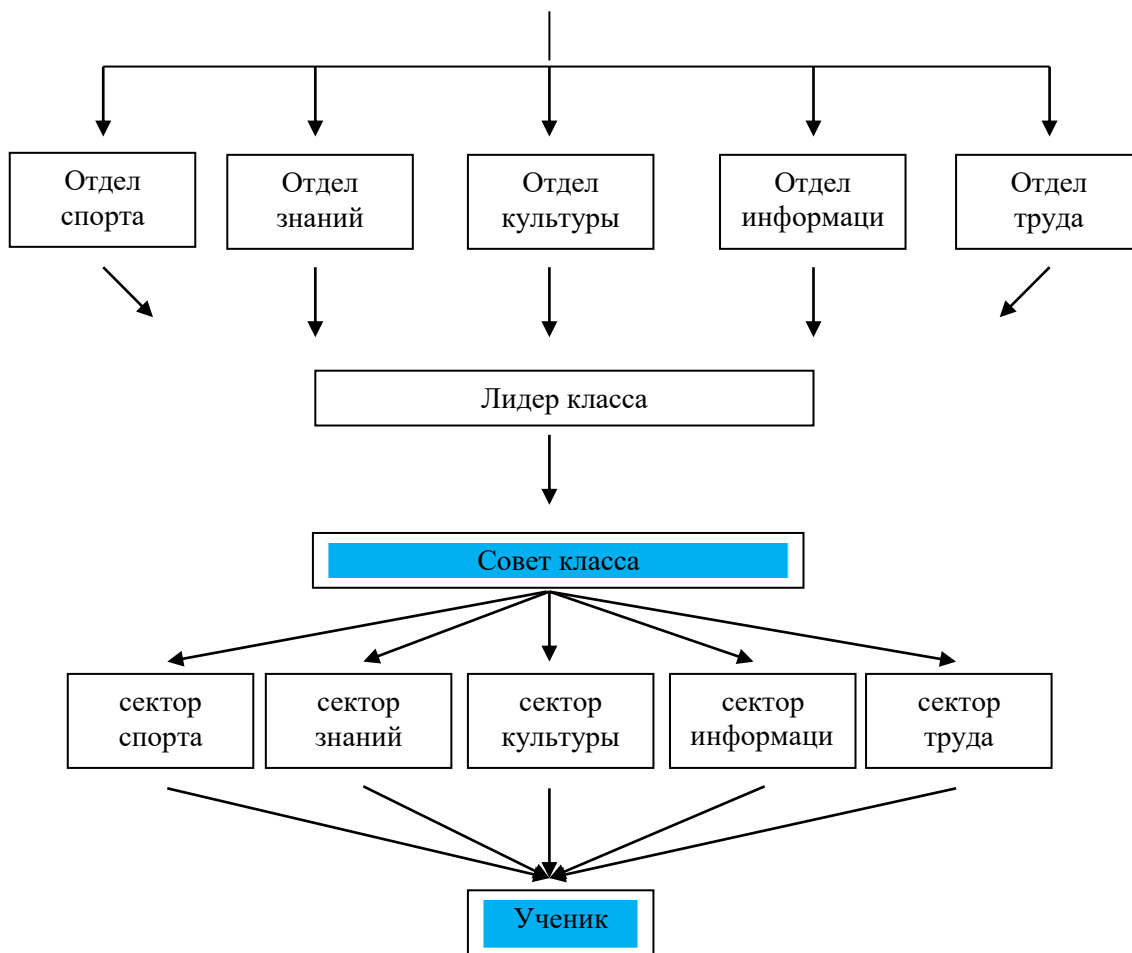 Отдел
спорта
Отдел
знаний
Отдел
культуры
Отдел
информаци
Отдел
труда
Лидер класса
Совет класса
сектор
спорта
сектор
знаний
сектор
культуры
сектор
информаци
сектор
труда
Ученик